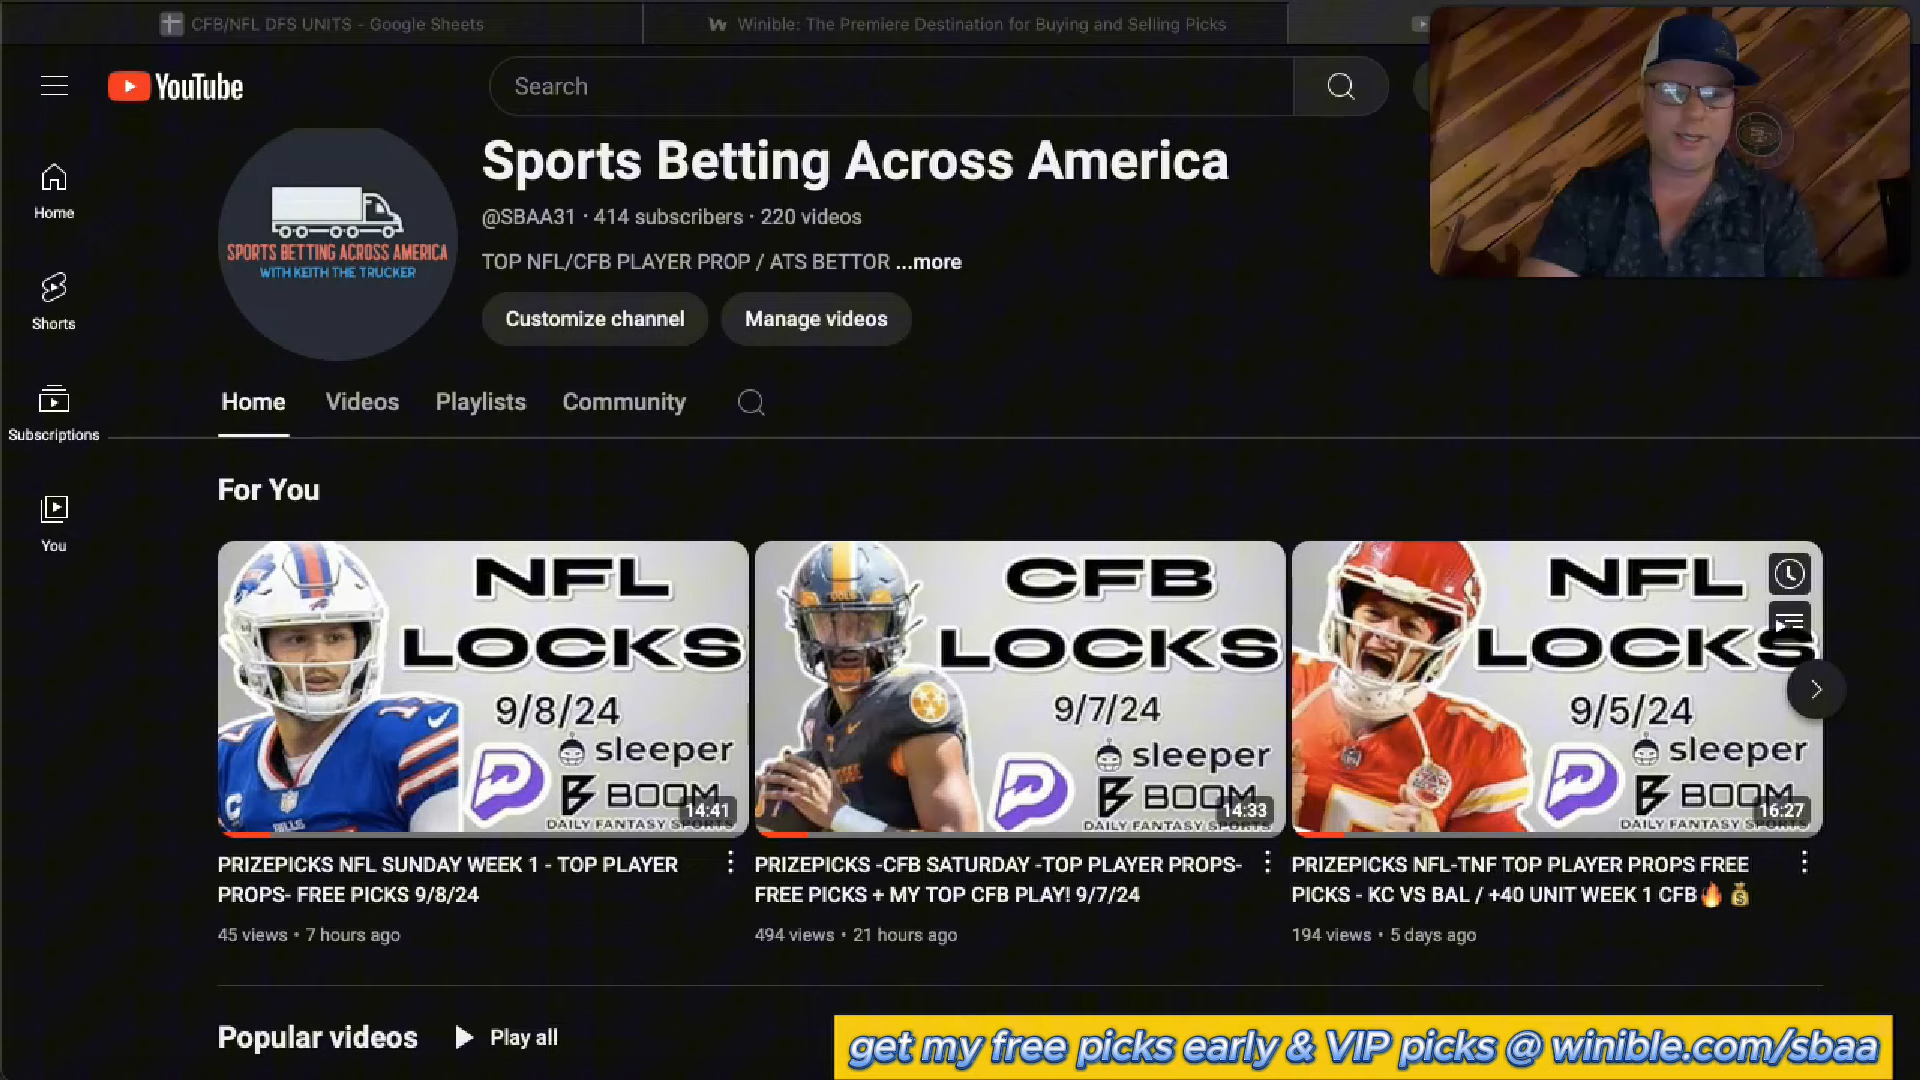 CFB/NFL DFS UNITS - Google Sheets
Winible: The Premiere Destination for Buying and Selling Picks
YouTube
Search
Sports Betting Across America
@SBAA31 · 414 subscribers · 220 videos
TOP NFL/CFB PLAYER PROP / ATS BETTOR ...more
Customize channel
Manage videos
SPORTS BETTING ACROSS AMERICA
WITH KEITH THE TRUCKER
Home
Shorts
Subscriptions
You
Home
Videos
Playlists
Community
For You
NFL
LOCKS
9/8/24
sleeper
BOOM
DAILY FANTASY SPORTS
14:41
BILLS
CFB
LOCKS
9/7/24
sleeper
BOOM
DAILY FANTASY SPORTS
14:33
NFL
LOCKS
9/5/24
sleeper
BOOM
DAILY FANTASY SPORTS
16:27
PRIZEPICKS NFL SUNDAY WEEK 1 - TOP PLAYER
PROPS- FREE PICKS 9/8/24
45 views • 7 hours ago
PRIZEPICKS -CFB SATURDAY -TOP PLAYER PROPS-
FREE PICKS + MY TOP CFB PLAY! 9/7/24
494 views • 21 hours ago
PRIZEPICKS NFL-TNF TOP PLAYER PROPS FREE
PICKS - KC VS BAL / +40 UNIT WEEK 1 CFB🔥💰
194 views • 5 days ago
Popular videos
Play all
get my free picks early & VIP picks @ winible.com/sbaa